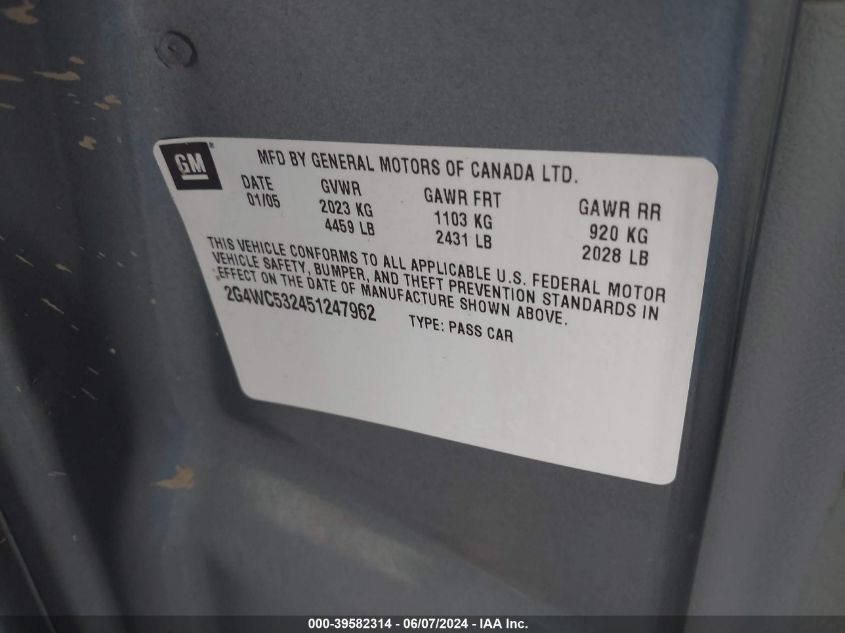 GM
MFD BY GENERAL MOTORS OF CANADA LTD.
DATE GVWR GAWR FRT GAWR RR
01/05 2023 KG 1103 KG 920 KG
4459 LB 2431 LB 2028 LB
THIS VEHICLE CONFORMS TO ALL APPLICABLE U.S. FEDERAL MOTOR
VEHICLE SAFETY, BUMPER, AND THEFT PREVENTION STANDARDS IN
EFFECT ON THE DATE OF MANUFACTURE SHOWN ABOVE.
2G4WC532451247962 TYPE: PASS CAR
000-39582314 - 06/07/2024 - IAA Inc.